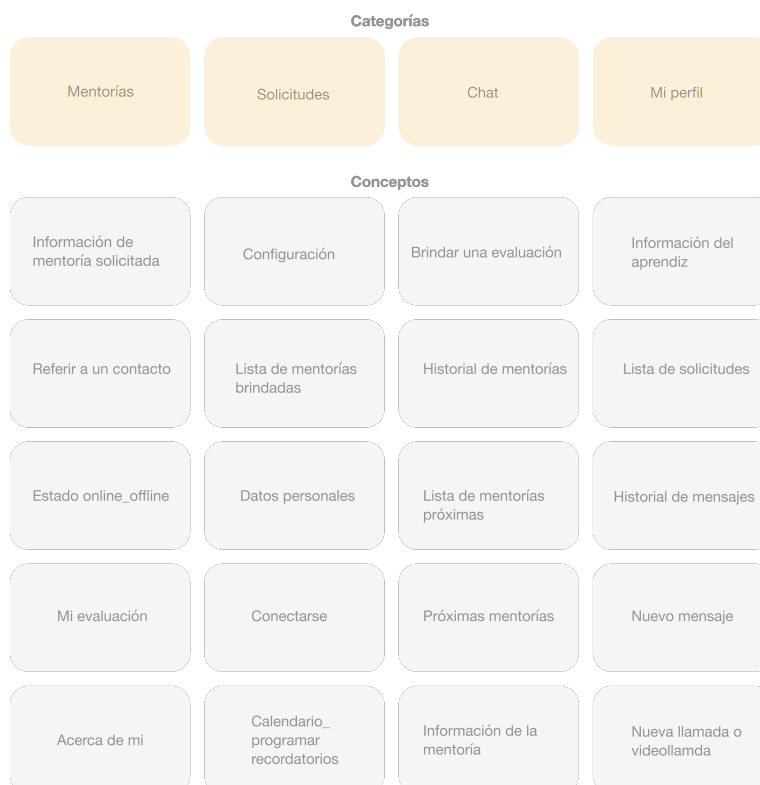 Categorías
Mentorías
Solicitudes
Chat
Mi perfil
Conceptos
Información de
mentoría solicitada
Configuración
Brindar una evaluación
Información del
aprendiz
Referir a un contacto
Lista de mentorías
brindadas
Historial de mentorías
Lista de solicitudes
Estado online_offline
Datos personales
Lista de mentorías
próximas
Historial de mensajes
Mi evaluación
Conectarse
Próximas mentorías
Nuevo mensaje
Acerca de mi
Calendario_
programar
recordatorios
Información de la
mentoría
Nueva llamada o
videollamda